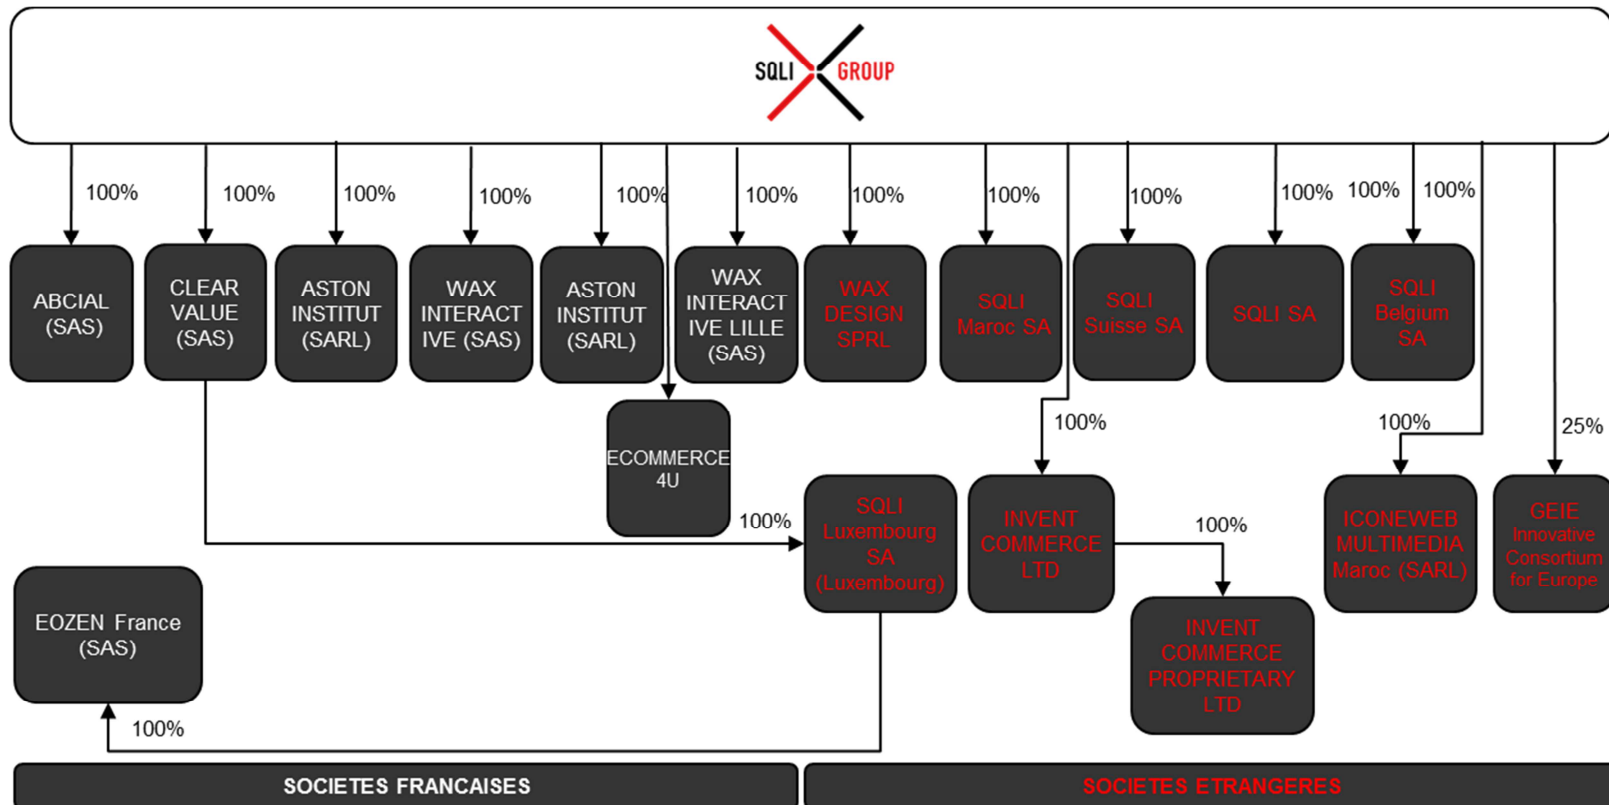 SQLI GROUP
100%
100%
100%
100%
100%
100%
100%
100%
100%
100%
100%
100%
100%
ABCIAL
(SAS)
CLEAR
VALUE
(SAS)
ASTON
INSTITUT
(SARL)
WAX
INTERACT
IVE (SAS)
ASTON
INSTITUT
(SARL)
WAX
INTERACT
IVE LILLE
(SAS)
WAX
DESIGN
SPRL
SQLI
Maroc SA
SQLI
Suisse SA
SQLI SA
SQLI
Belgium
SA
100%
100%
25%
ECOMMERCE
4U
100%
SQLI
Luxembourg
SA
(Luxembourg)
INVENT
COMMERCE
LTD
100%
ICONEWEB
MULTIMEDIA
Maroc (SARL)
GEIE
Innovative
Consortium
for Europe
EOZEN France
(SAS)
INVENT
COMMERCE
PROPRIETARY
LTD
100%
SOCIETES FRANCAISES
SOCIETES ETRANGERES